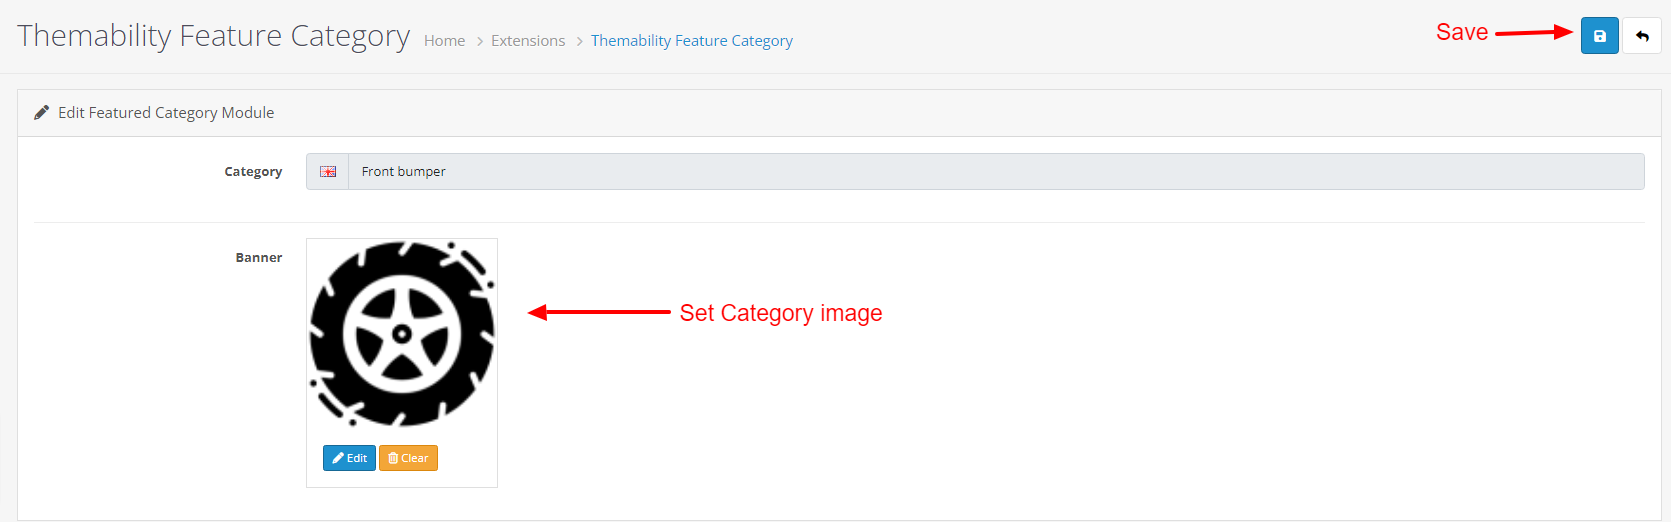 Themability Feature Category Home > Extensions > Themability Feature Category
Save
Edit Featured Category Module
Category Front bumper
Banner
Set Category image
Edit Clear